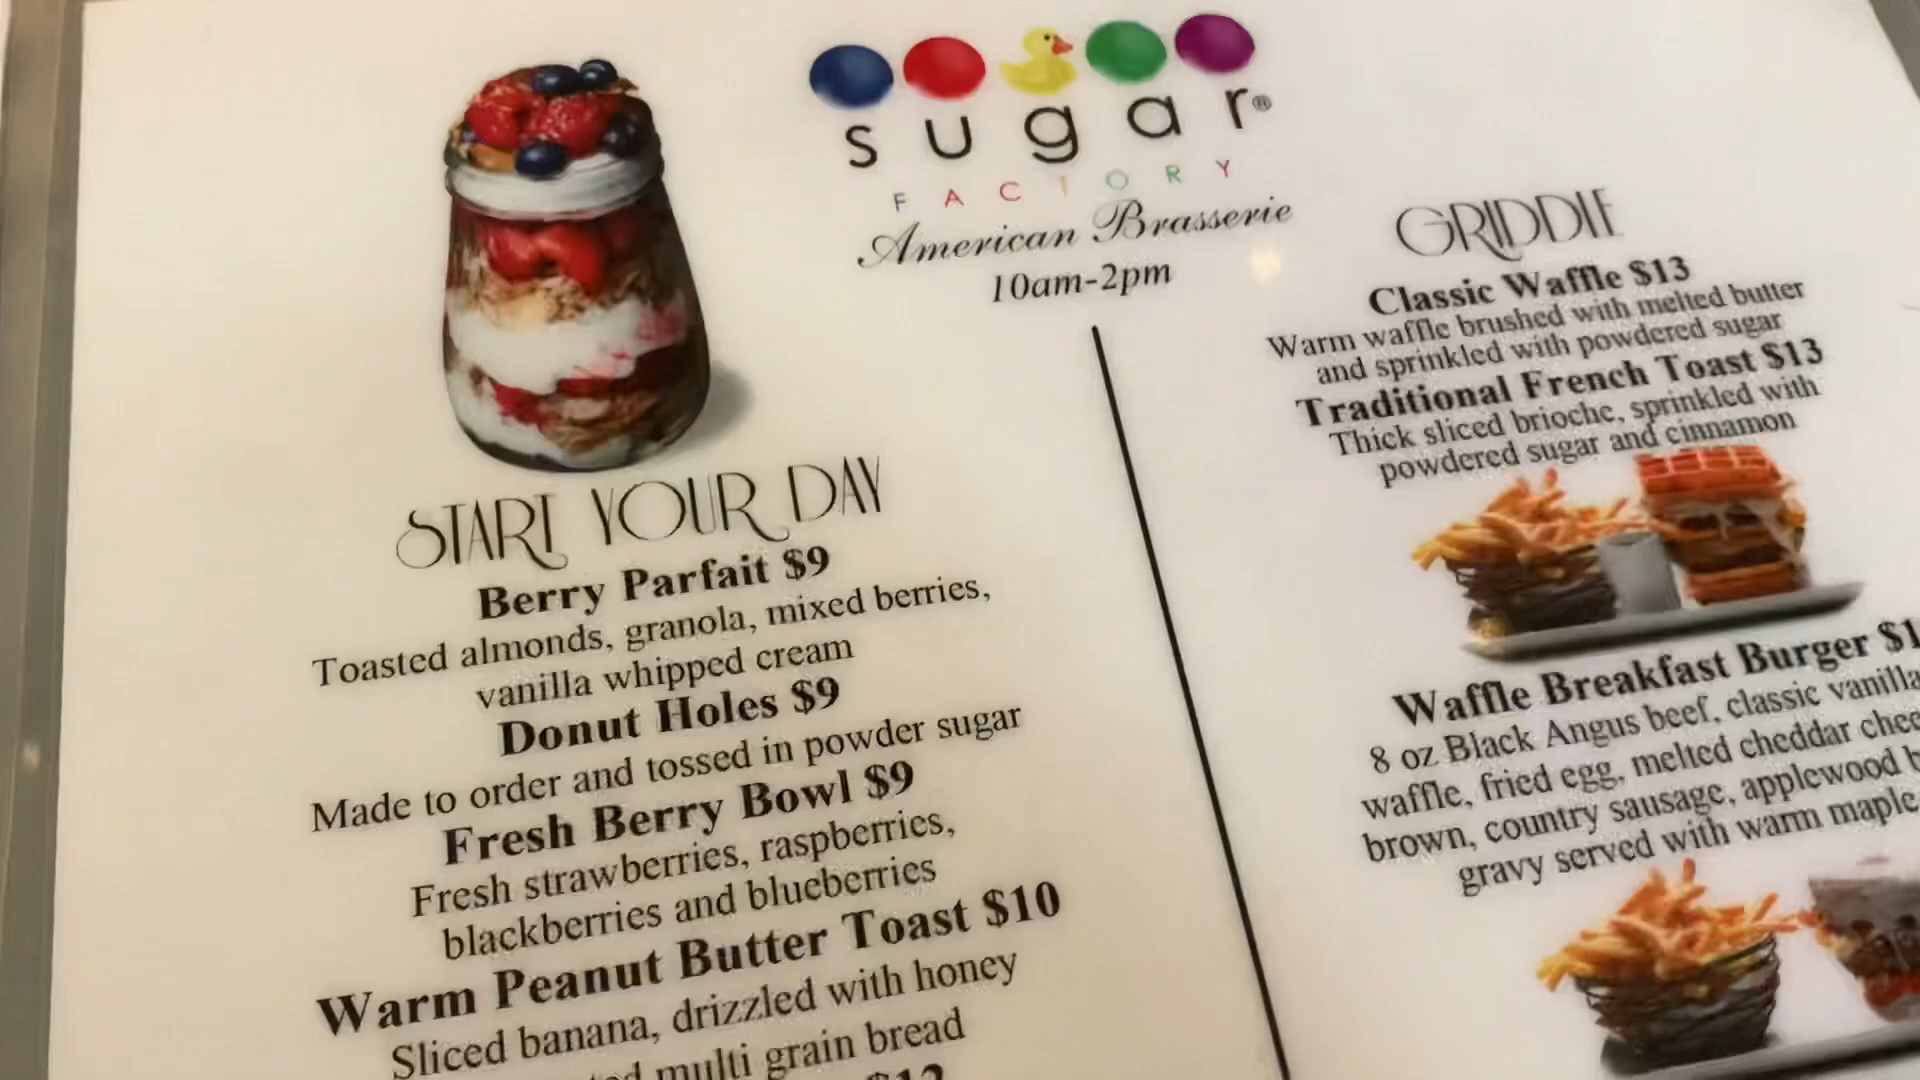 sugar®
FACTORY
American Brasserie
10am-2pm
START YOUR DAY
Berry Parfait $9
Toasted almonds, granola, mixed berries,
vanilla whipped cream
Donut Holes $9
Made to order and tossed in powder sugar
Fresh Berry Bowl $9
Fresh strawberries, raspberries,
blackberries and blueberries
Warm Peanut Butter Toast $10
Sliced banana, drizzled with honey
multi grain bread
GRIDDLE
Classic Waffle $13
Warm waffle brushed with melted butter
and sprinkled with powdered sugar
Traditional French Toast $13
Thick sliced brioche, sprinkled with
powdered sugar and cinnamon
Waffle Breakfast Burger
8 oz Black Angus beef, classic vanilla
waffle, fried egg, melted cheddar
brown, country sausage, applewood
gravy served with warm maple